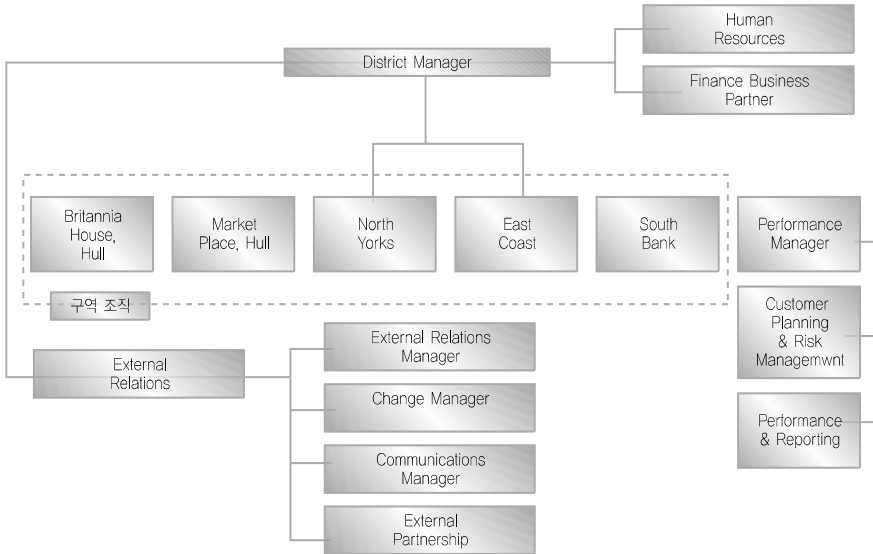 Human
Resources
District Manager
Finance Business
Partner
Britannia
House,
Hull
Market
Place, Hull
North
Yorks
East
Coast
South
Bank
Performance
Manager
구역 조직
Customer
Planning
& Risk
Managemwnt
External Relations
Manager
External
Relations
Change Manager
Performance
& Reporting
Communications
Manager
External
Partnership